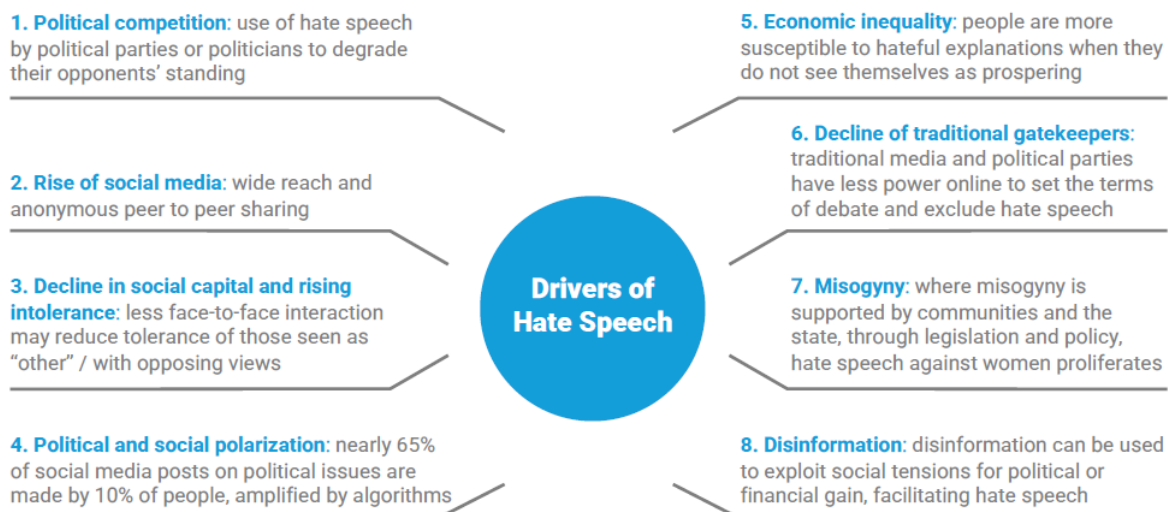 1. Political competition: use of hate speech
by political parties or politicians to degrade
their opponents’ standing
2. Rise of social media: wide reach and
anonymous peer to peer sharing
3. Decline in social capital and rising
intolerance: less face-to-face interaction
may reduce tolerance of those seen as
“other” / with opposing views
4. Political and social polarization: nearly 65%
of social media posts on political issues are
made by 10% of people, amplified by algorithms
Drivers of
Hate Speech
5. Economic inequality: people are more
susceptible to hateful explanations when they
do not see themselves as prospering
6. Decline of traditional gatekeepers:
traditional media and political parties
have less power online to set the terms
of debate and exclude hate speech
7. Misogyny: where misogyny is
supported by communities and the
state, through legislation and policy,
hate speech against women proliferates
8. Disinformation: disinformation can be used
to exploit social tensions for political or
financial gain, facilitating hate speech